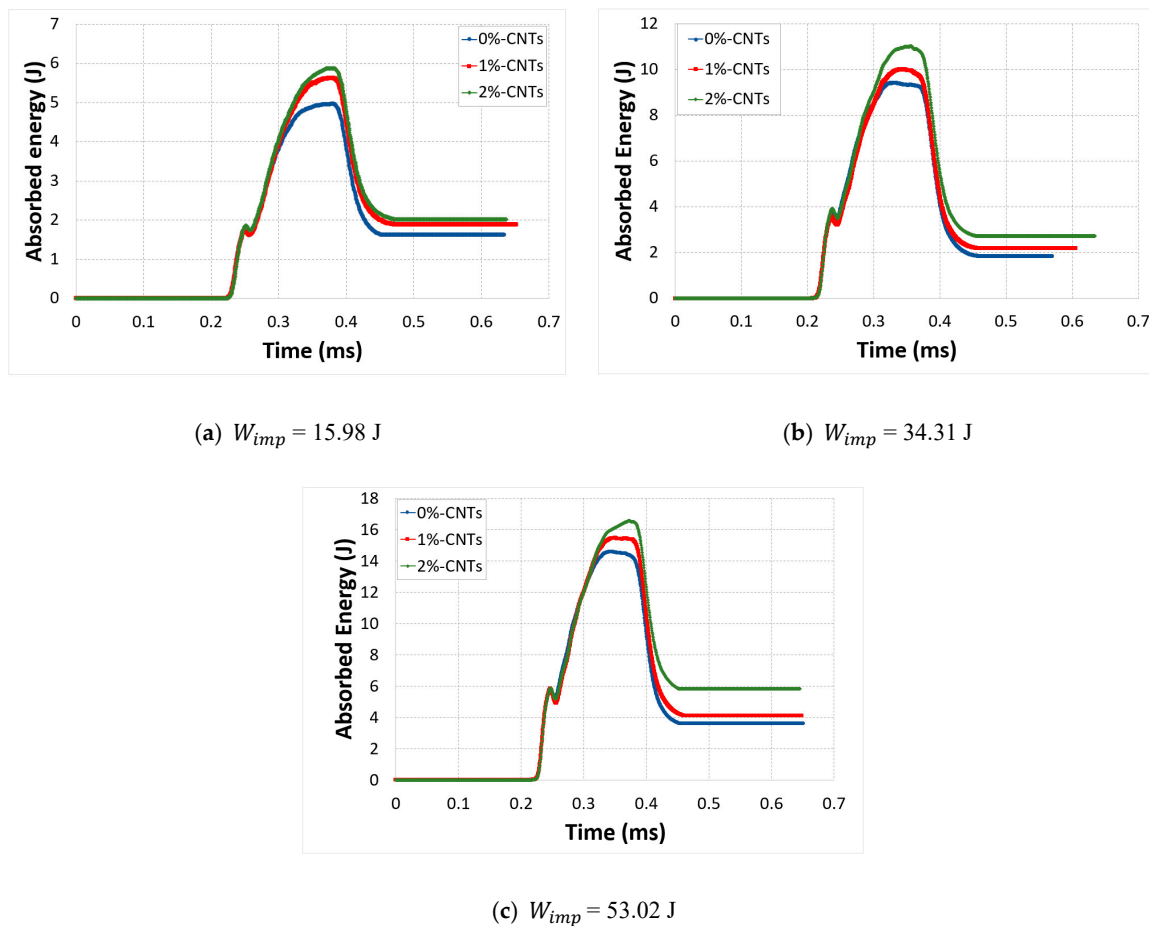 7
6
5
4
3
2
1
0
Absorbed energy (J)
0%-CNTs
1%-CNTs
2%-CNTs
0 0.1 0.2 0.3 0.4 0.5 0.6 0.7
Time (ms)
(a) W_imp = 15.98 J
12
10
8
6
4
2
0
Absorbed Energy (J)
0%-CNTs
1%-CNTs
2%-CNTs
0 0.1 0.2 0.3 0.4 0.5 0.6 0.7
Time (ms)
(b) W_imp = 34.31 J
18
16
14
12
10
8
6
4
2
0
Absorbed Energy (J)
0%-CNTs
1%-CNTs
2%-CNTs
0 0.1 0.2 0.3 0.4 0.5 0.6 0.7
Time (ms)
(c) W_imp = 53.02 J